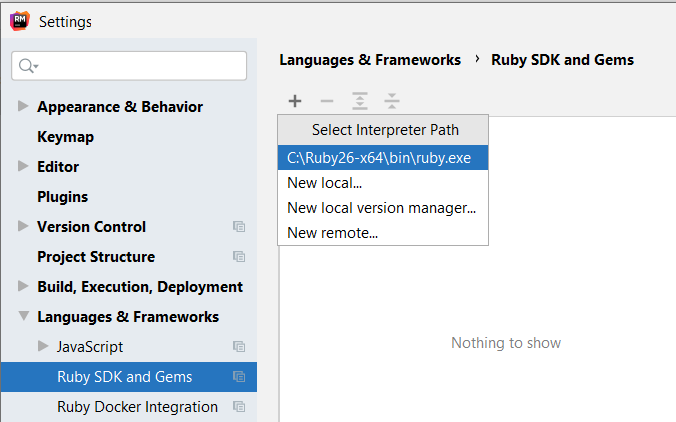 RM
Settings
Appearance & Behavior
Keymap
Editor
Plugins
Version Control
Project Structure
Build, Execution, Deployment
Languages & Frameworks
JavaScript
Ruby SDK and Gems
Ruby Docker Integration
Languages & Frameworks › Ruby SDK and Gems
Select Interpreter Path
C:\Ruby26-x64\bin\ruby.exe
New local...
New local version manager...
New remote...
Nothing to show